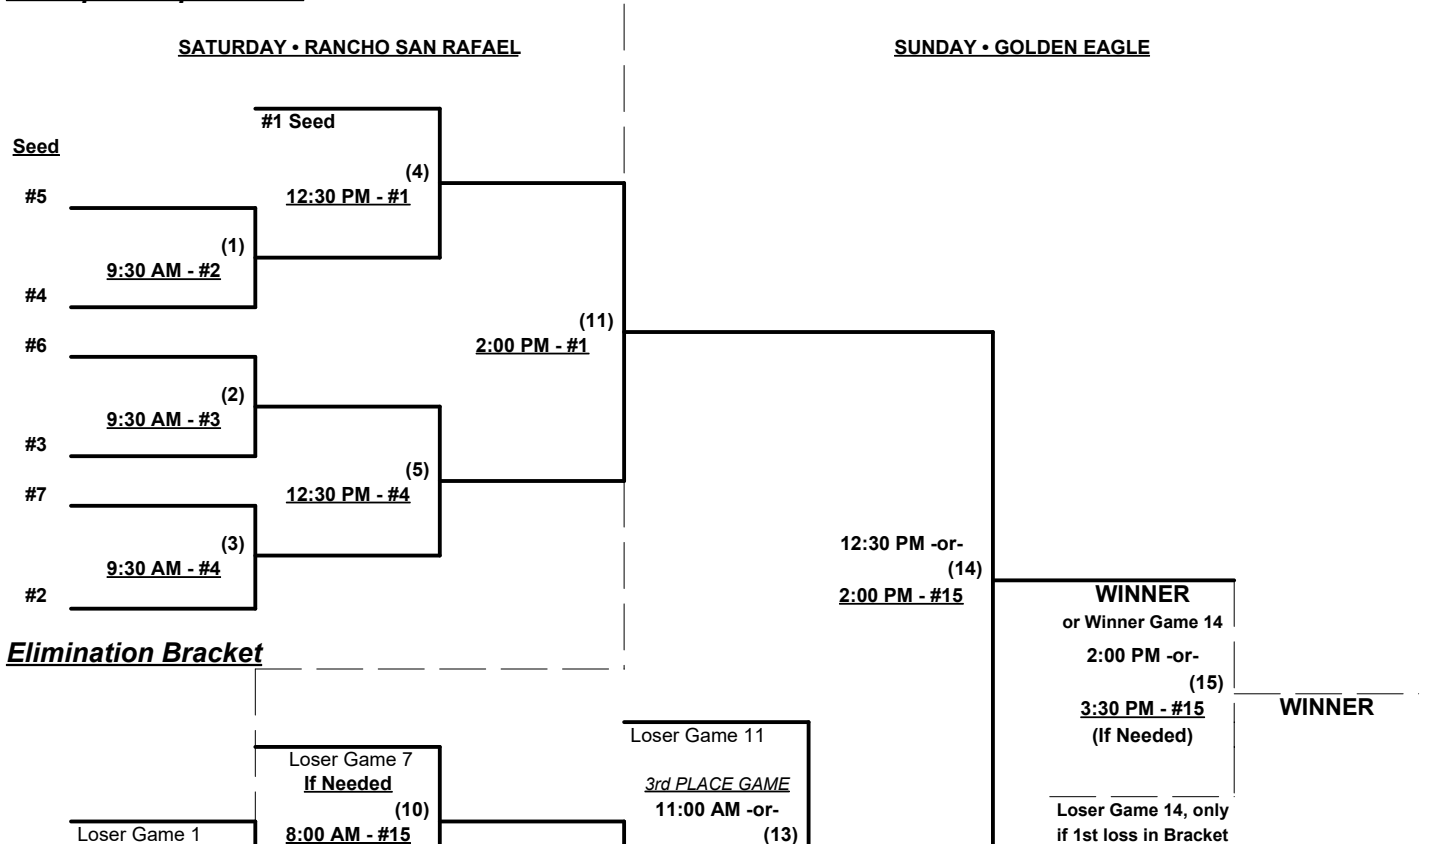 SATURDAY • RANCHO SAN RAFAEL
SUNDAY • GOLDEN EAGLE
#1 Seed
Seed
(4)
12:30 PM - #1
#5
(1)
9:30 AM - #2
#4
(11)
2:00 PM - #1
#6
(2)
9:30 AM - #3
#3
(5)
12:30 PM - #4
#7
(3)
9:30 AM - #4
#2
12:30 PM -or-
(14)
2:00 PM - #15
WINNER
or Winner Game 14
2:00 PM -or-
(15)
3:30 PM - #15
(If Needed)
WINNER
Elimination Bracket
Loser Game 11
Loser Game 7
If Needed
3rd PLACE GAME
(10)
11:00 AM -or-
Loser Game 14, only
Loser Game 1
8:00 AM - #15
(13)
if 1st loss in Bracket